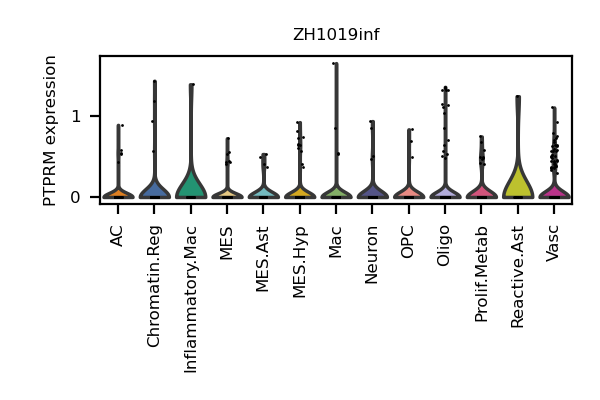 ZH1019inf
PTPRM expression
1
0
AC
Chromatin.Reg
Inflammatory.Mac
MES
MES.Ast
MES.Hyp
Mac
Neuron
OPC
Oligo
Prolif.Metab
Reactive.Ast
Vasc